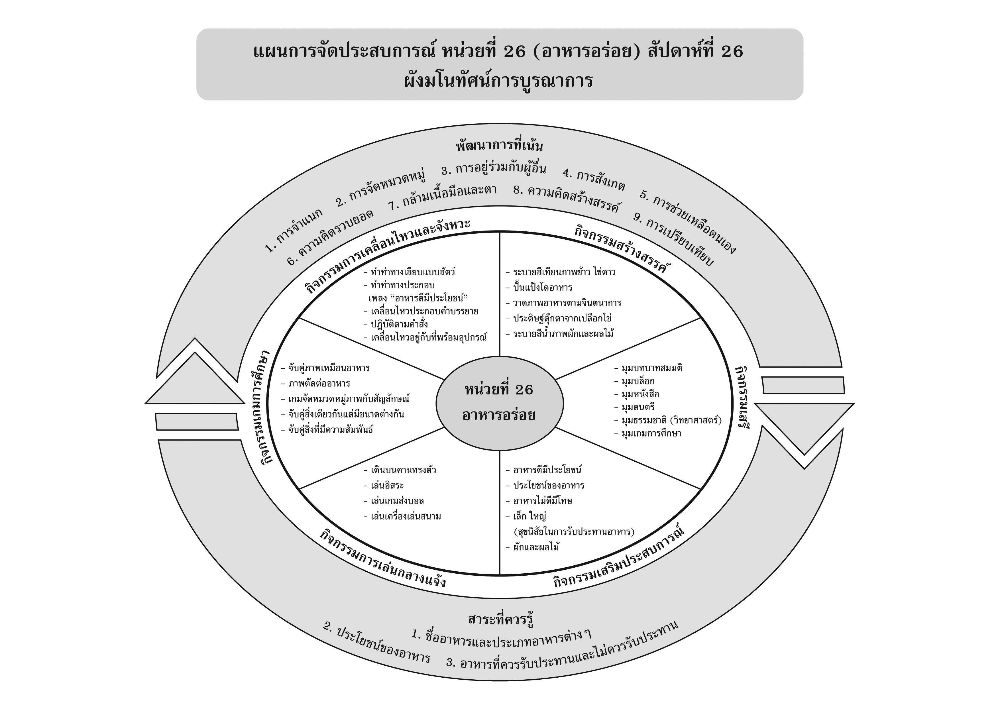 แผนการจัดประสบการณ์ หน่วยที่ 26 (อาหารอร่อย) สัปดาห์ที่ 26
ผังมโนทัศน์การบูรณาการ
พัฒนาการที่เน้น
1. การจำแนก 2. การจัดหมวดหมู่ 3. การอยู่ร่วมกับผู้อื่น 4. การสังเกต 5. การช่วยเหลือตนเอง
6. ความคิดรวบยอด 7. กล้ามเนื้อมือและตา 8. ความคิดสร้างสรรค์ 9. การเปรียบเทียบ
กิจกรรมการเคลื่อนไหวและจังหวะ
- ทำท่าทางเลียบแบบสัตว์
- ทำท่าทางประกอบ
เพลง “อาหารดีมีประโยชน์”
- เคลื่อนไหวประกอบคำบรรยาย
- ปฏิบัติตามคำสั่ง
- เคลื่อนไหวอยู่กับที่พร้อมอุปกรณ์
กิจกรรมสร้างสรรค์
- ระบายสีเทียนภาพข้าว ไข่ดาว
- ปั้นแป้งโดอาหาร
- วาดภาพอาหารตามจินตนาการ
- ประดิษฐ์ตุ๊กตาจากเปลือกไข่
- ระบายสีน้ำภาพผักและผลไม้
กิจกรรมเกมการศึกษา
- จับคู่ภาพเหมือนอาหาร
- ภาพตัดต่ออาหาร
- เกมจัดหมวดหมู่ภาพกับสัญลักษณ์
- จับคู่สิ่งเดียวกันแต่มีขนาดต่างกัน
- จับคู่สิ่งที่มีความสัมพันธ์
หน่วยที่ 26
อาหารอร่อย
กิจกรรมเสรี
- มุมบทบาทสมมติ
- มุมบล็อก
- มุมหนังสือ
- มุมดนตรี
- มุมธรรมชาติ (วิทยาศาสตร์)
- มุมเกมการศึกษา
- เดินบนคานทรงตัว
- เล่นอิสระ
- เล่นเกมส่งบอล
- เล่นเครื่องเล่นสนาม
กิจกรรมการเล่นกลางแจ้ง
- อาหารดีมีประโยชน์
- ประโยชน์ของอาหาร
- อาหารไม่ดีมีโทษ
- เล็ก ใหญ่
(สุขนิสัยในการรับประทานอาหาร)
- ผักและผลไม้
กิจกรรมเสริมประสบการณ์
สาระที่ควรรู้
1. ชื่ออาหารและประเภทอาหารต่างๆ
2. ประโยชน์ของอาหาร 3. อาหารที่ควรรับประทานและไม่ควรรับประทาน